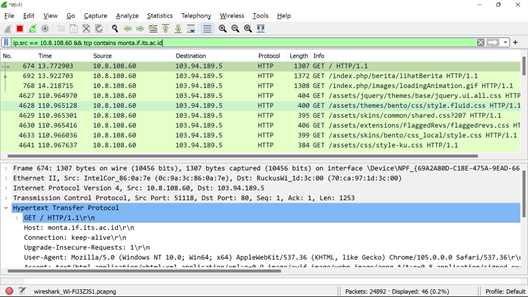 *Wi-Fi
File Edit View Go Capture Analyze Statistics Telephony Wireless Tools Help
ip.src == 10.8.108.60 && tcp contains monta.if.its.ac.id
No. Time Source Destination Protocol Length Info
674 13.772903 10.8.108.60 103.94.189.5 HTTP 1307 GET / HTTP/1.1
692 13.922703 10.8.108.60 103.94.189.5 HTTP 1372 GET /index.php/berita/lihatBerita HTTP/1.1
768 14.218715 10.8.108.60 103.94.189.5 HTTP 1308 GET /images/loadingAnimation.gif HTTP/1.1
4627 110.964970 10.8.108.60 103.94.189.5 HTTP 404 GET /assets/jquery/themes/base/jquery.ui.all.css HTTP
4628 110.965128 10.8.108.60 103.94.189.5 HTTP 400 GET /assets/themes/bento/css/style.fluid.css HTTP/1.1
4629 110.965301 10.8.108.60 103.94.189.5 HTTP 395 GET /assets/skins/common/shared.css?207 HTTP/1.1
4630 110.965416 10.8.108.60 103.94.189.5 HTTP 406 GET /assets/extensions/FlaggedRevs/flaggedrevs.css HT
4633 110.966036 10.8.108.60 103.94.189.5 HTTP 399 GET /assets/skins/bento/css_local/style.css HTTP/1.1
4641 110.967637 10.8.108.60 103.94.189.5 HTTP 384 GET /assets/css/style-ku.css HTTP/1.1
Frame 674: 1307 bytes on wire (10456 bits), 1307 bytes captured (10456 bits) on interface \Device\NPF_{69A2A80D-C18E-475A-9EAD-66
Ethernet II, Src: IntelCor_86:0a:7e (0c:9a:3c:86:0a:7e), Dst: RuckusWi_1d:3c:00 (70:ca:97:1d:3c:00)
Internet Protocol Version 4, Src: 10.8.108.60, Dst: 103.94.189.5
Transmission Control Protocol, Src Port: 51118, Dst Port: 80, Seq: 1, Ack: 1, Len: 1253
Hypertext Transfer Protocol
GET / HTTP/1.1\r\n
Host: monta.if.its.ac.id\r\n
Connection: keep-alive\r\n
Upgrade-Insecure-Requests: 1\r\n
User-Agent: Mozilla/5.0 (Windows NT 10.0; Win64; x64) AppleWebKit/537.36 (KHTML, like Gecko) Chrome/105.0.0.0 Safari/537.36\r\
wireshark_Wi-Fi33ZJS1.pcapng Packets: 24892 · Displayed: 46 (0.2%) Profile: Default